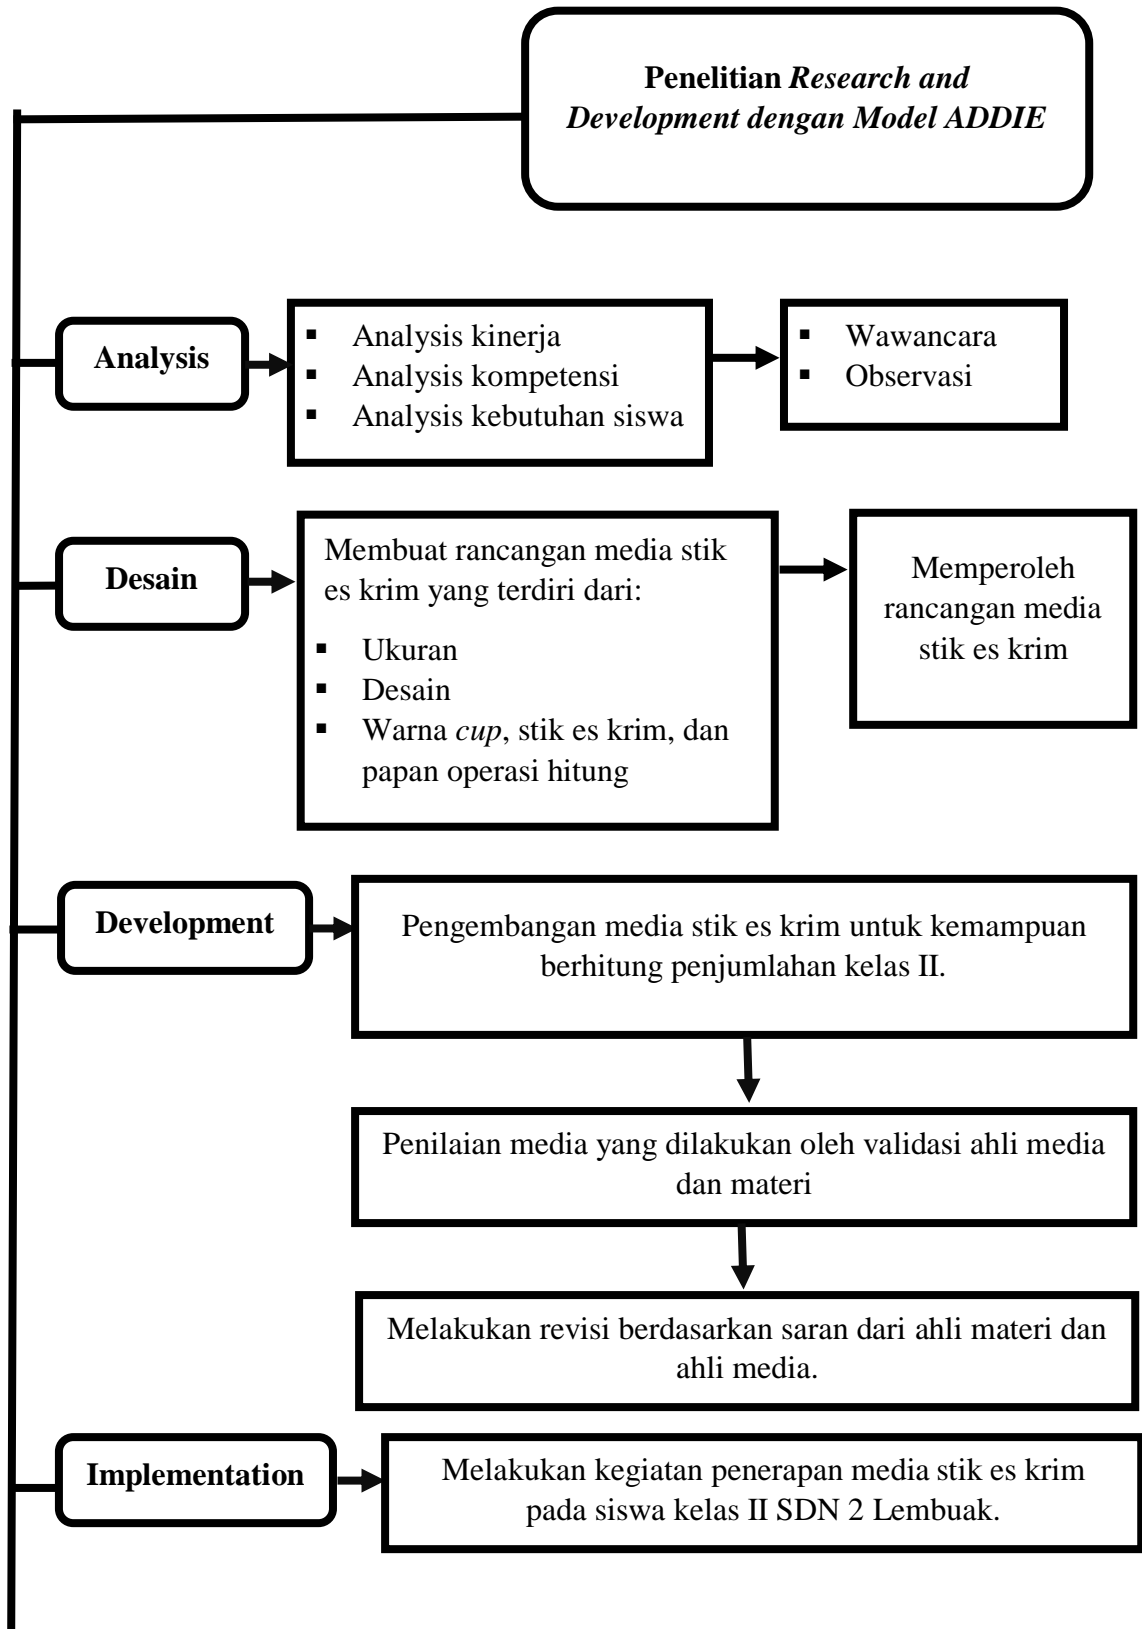 Penelitian Research and
Development dengan Model ADDIE
Analysis
▪ Analysis kinerja
▪ Analysis kompetensi
▪ Analysis kebutuhan siswa
▪ Wawancara
▪ Observasi
Desain
Membuat rancangan media stik
es krim yang terdiri dari:
▪ Ukuran
▪ Desain
▪ Warna cup, stik es krim, dan
papan operasi hitung
Memperoleh
rancangan media
stik es krim
Development
Pengembangan media stik es krim untuk kemampuan
berhitung penjumlahan kelas II.
Penilaian media yang dilakukan oleh validasi ahli media
dan materi
Melakukan revisi berdasarkan saran dari ahli materi dan
ahli media.
Implementation
Melakukan kegiatan penerapan media stik es krim
pada siswa kelas II SDN 2 Lembuak.